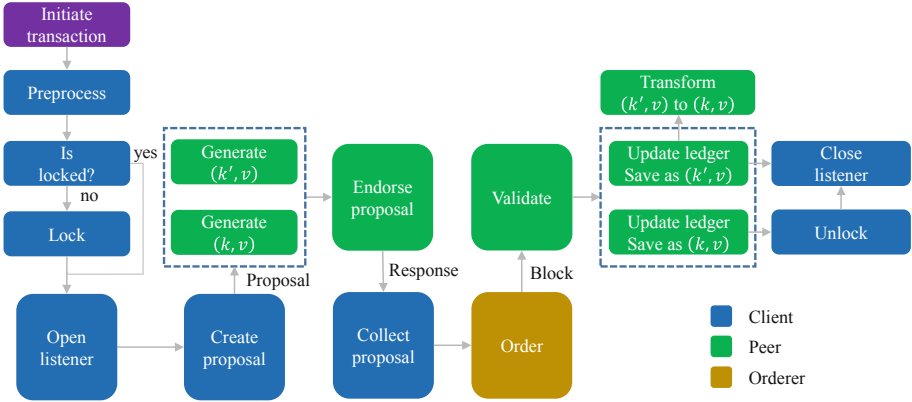 Initiate
transaction
Preprocess
Is
locked?
yes
no
Lock
Open
listener
Create
proposal
Proposal
Generate
(k′, v)
Generate
(k, v)
Endorse
proposal
Response
Collect
proposal
Order
Block
Validate
Transform
(k′, v) to (k, v)
Update ledger
Save as (k′, v)
Update ledger
Save as (k, v)
Close
listener
Unlock
Client
Peer
Orderer